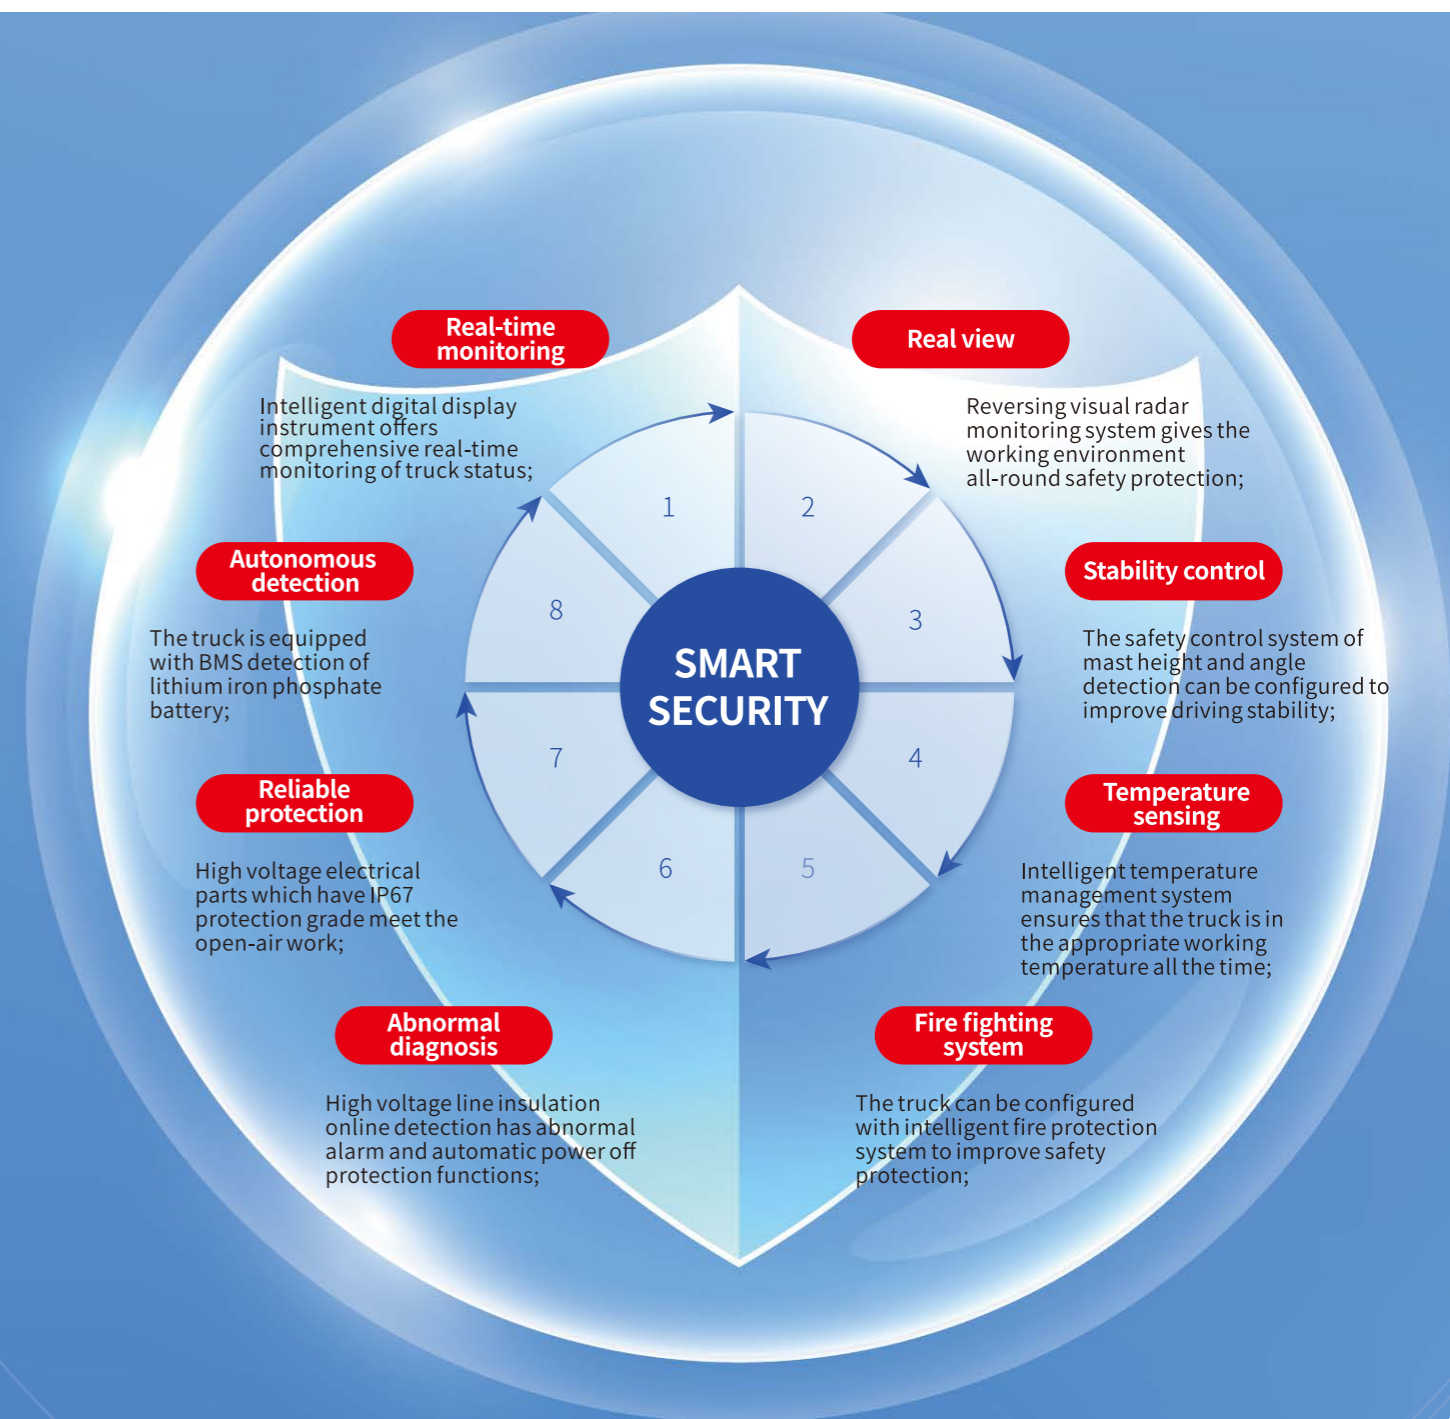 Real-time
monitoring
Intelligent digital display
instrument offers
comprehensive real-time
monitoring of truck status;
Real view
Reversing visual radar
monitoring system gives the
working environment
all-round safety protection;
Autonomous
detection
The truck is equipped
with BMS detection of
lithium iron phosphate
battery;
Stability control
The safety control system of
mast height and angle
detection can be configured to
improve driving stability;
Reliable
protection
High voltage electrical
parts which have IP67
protection grade meet the
open-air work;
Temperature
sensing
Intelligent temperature
management system
ensures that the truck is in
the appropriate working
temperature all the time;
Abnormal
diagnosis
High voltage line insulation
online detection has abnormal
alarm and automatic power off
protection functions;
Fire fighting
system
The truck can be configured
with intelligent fire protection
system to improve safety
protection;
SMART
SECURITY
1
2
3
4
5
6
7
8